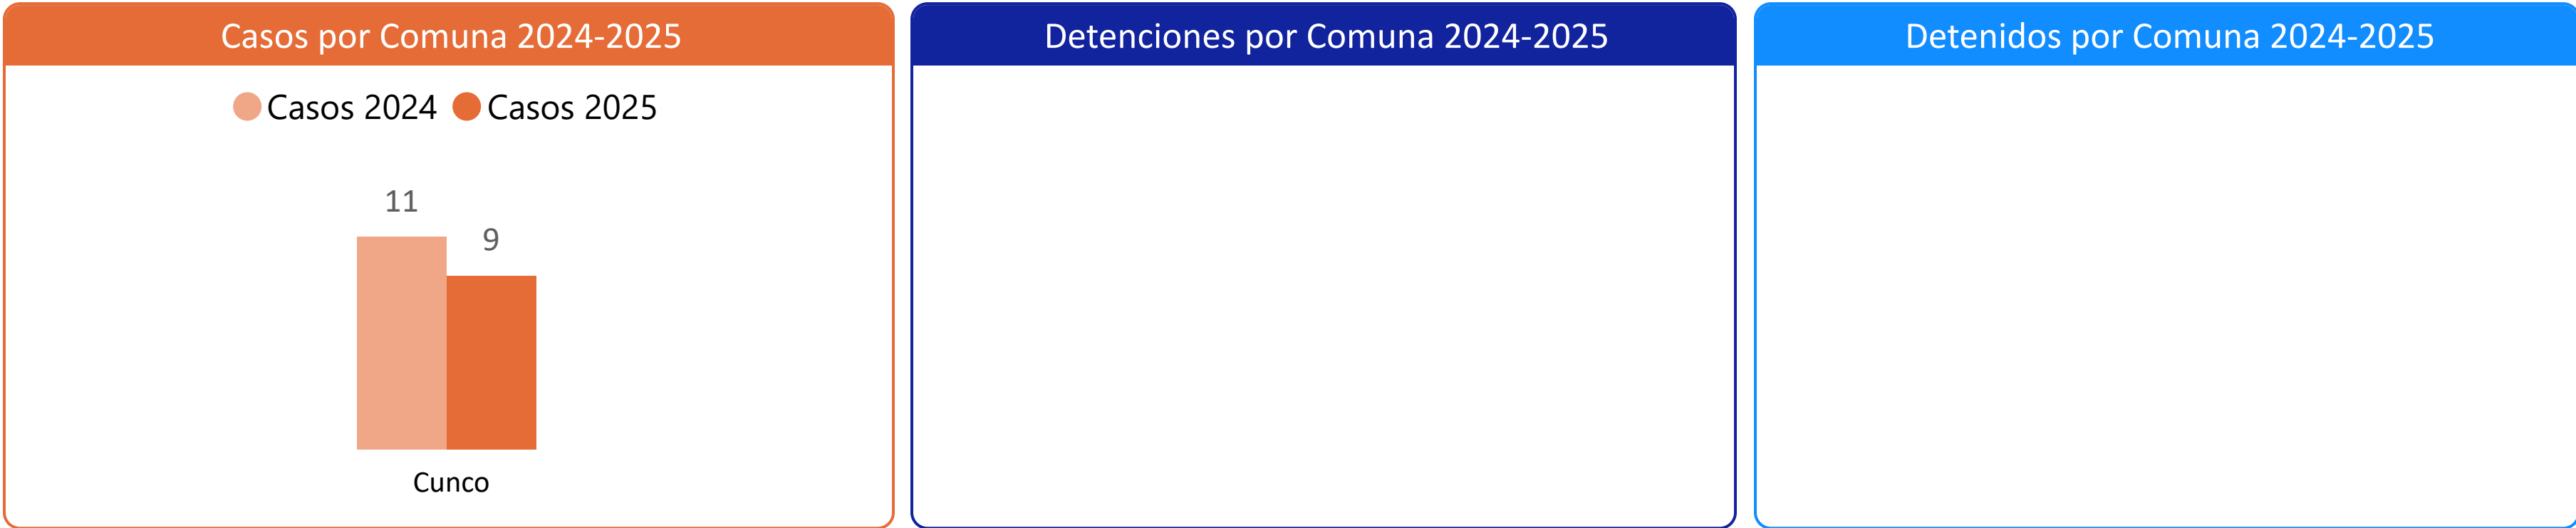 Casos por Comuna 2024-2025
Casos 2024 Casos 2025
11
9
Cunco
Detenciones por Comuna 2024-2025
Detenidos por Comuna 2024-2025